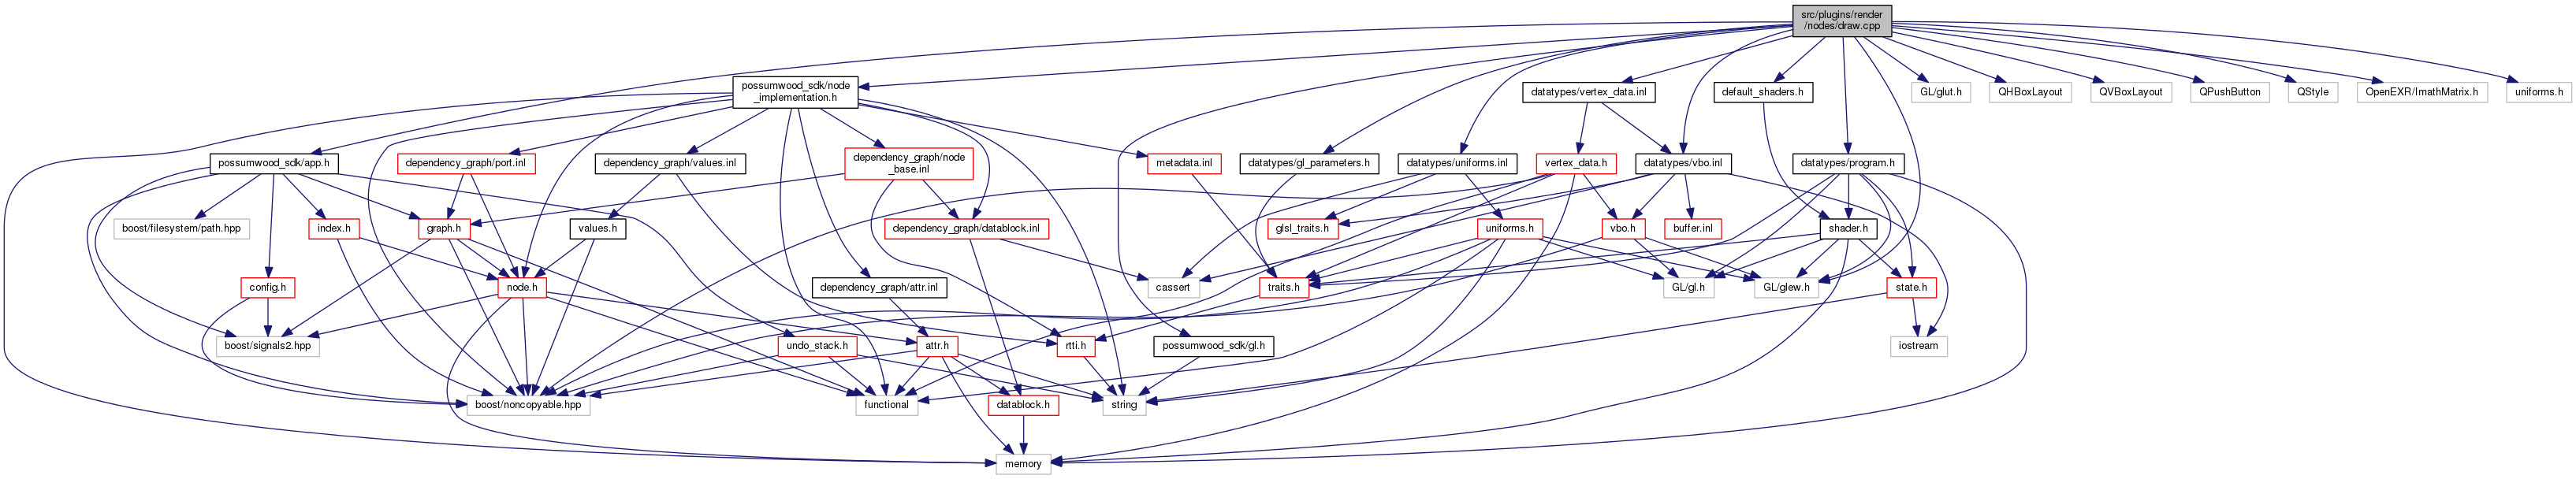 src/plugins/render
/nodes/draw.cpp
possumwood_sdk/node
_implementation.h
datatypes/vertex_data.inl
default_shaders.h
GL/glut.h
QHBoxLayout
QVBoxLayout
QPushButton
QStyle
OpenEXR/ImathMatrix.h
uniforms.h
possumwood_sdk/app.h
dependency_graph/port.inl
dependency_graph/values.inl
dependency_graph/node
_base.inl
metadata.inl
datatypes/gl_parameters.h
datatypes/uniforms.inl
vertex_data.h
datatypes/vbo.inl
datatypes/program.h
boost/filesystem/path.hpp
index.h
graph.h
values.h
dependency_graph/datablock.inl
glsl_traits.h
uniforms.h
vbo.h
buffer.inl
shader.h
config.h
node.h
dependency_graph/attr.inl
cassert
traits.h
GL/gl.h
GL/glew.h
state.h
boost/signals2.hpp
undo_stack.h
attr.h
rtti.h
possumwood_sdk/gl.h
iostream
boost/noncopyable.hpp
functional
datablock.h
string
memory